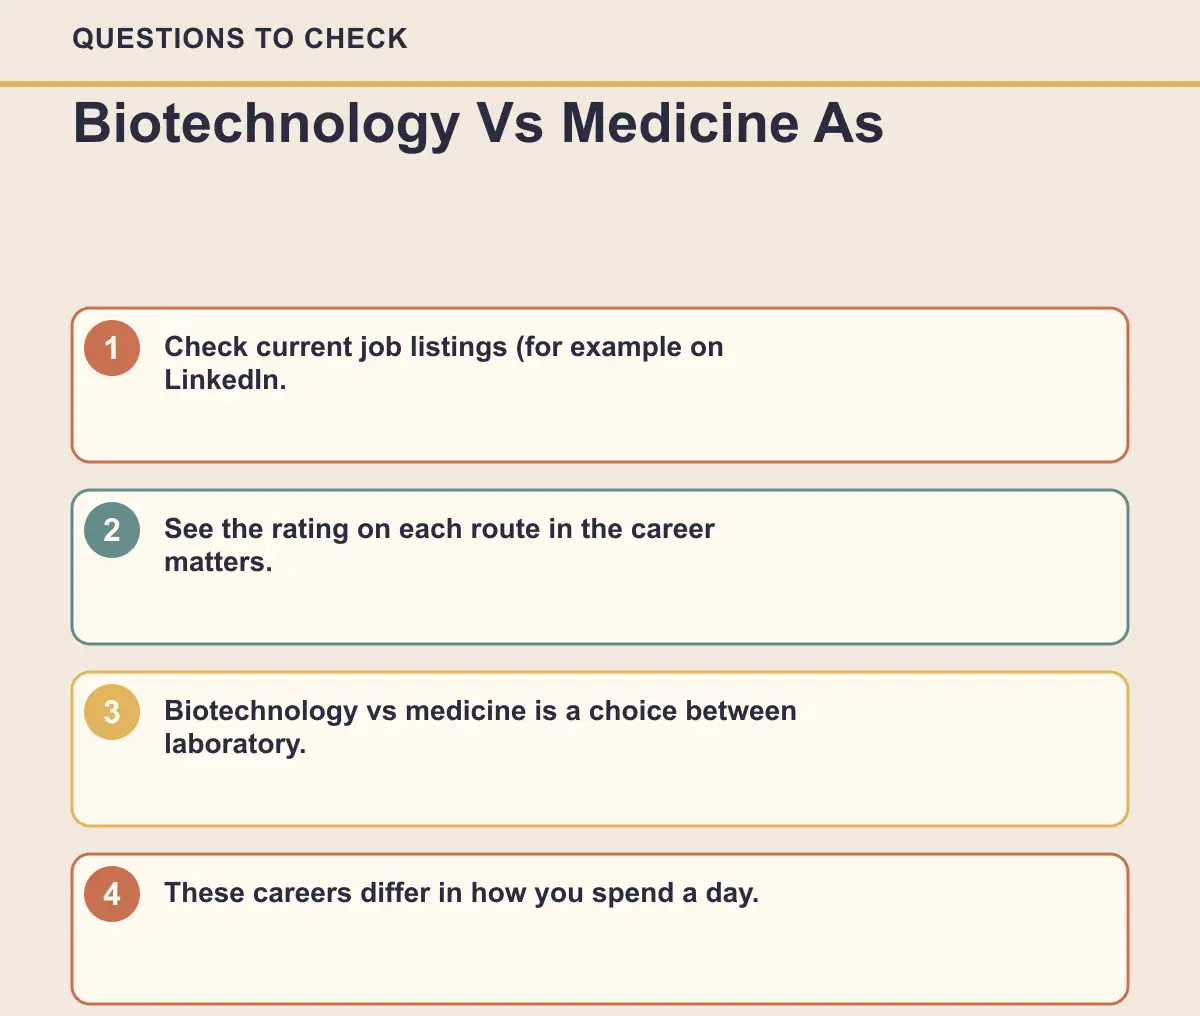 QUESTIONS TO CHECK
Biotechnology Vs Medicine As
1
Check current job listings (for example on
LinkedIn.
2
See the rating on each route in the career
matters.
3
Biotechnology vs medicine is a choice between
laboratory.
4
These careers differ in how you spend a day.